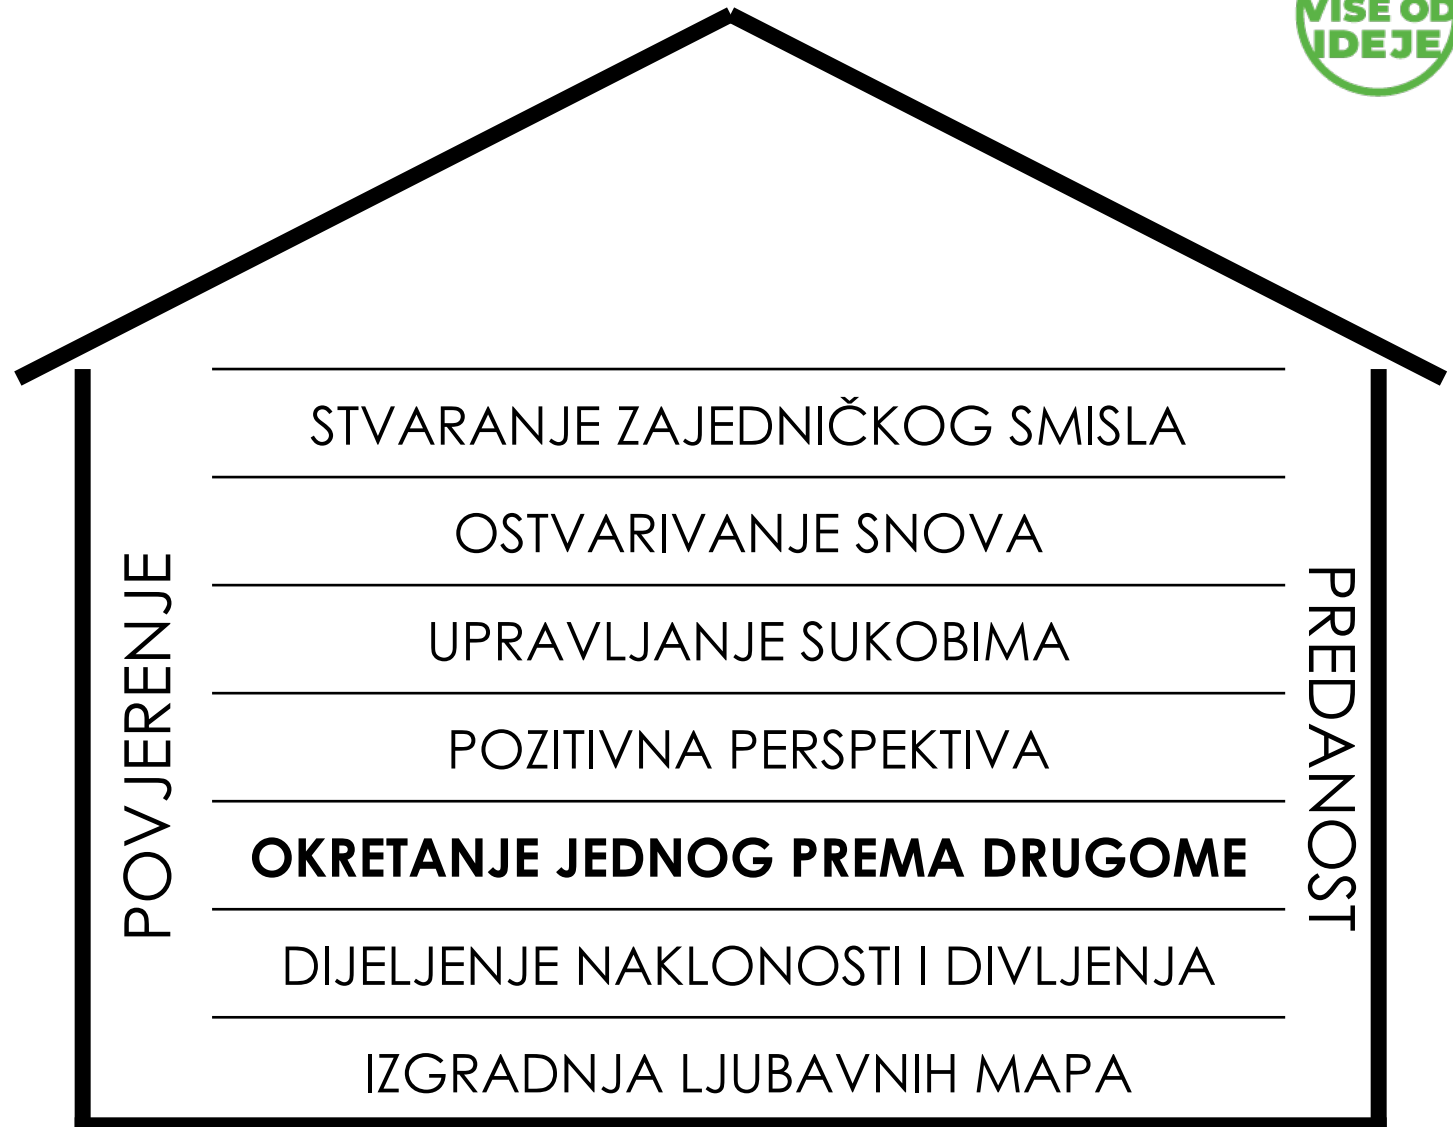 VIŠE OD
IDEJE
STVARANJE ZAJEDNIČKOG SMISLA
OSTVARIVANJE SNOVA
UPRAVLJANJE SUKOBIMA
POZITIVNA PERSPEKTIVA
OKRETANJE JEDNOG PREMA DRUGOME
DIJELJENJE NAKLONOSTI I DIVLJENJA
IZGRADNJA LJUBAVNIH MAPA
POVJERENJE
PREDANOST